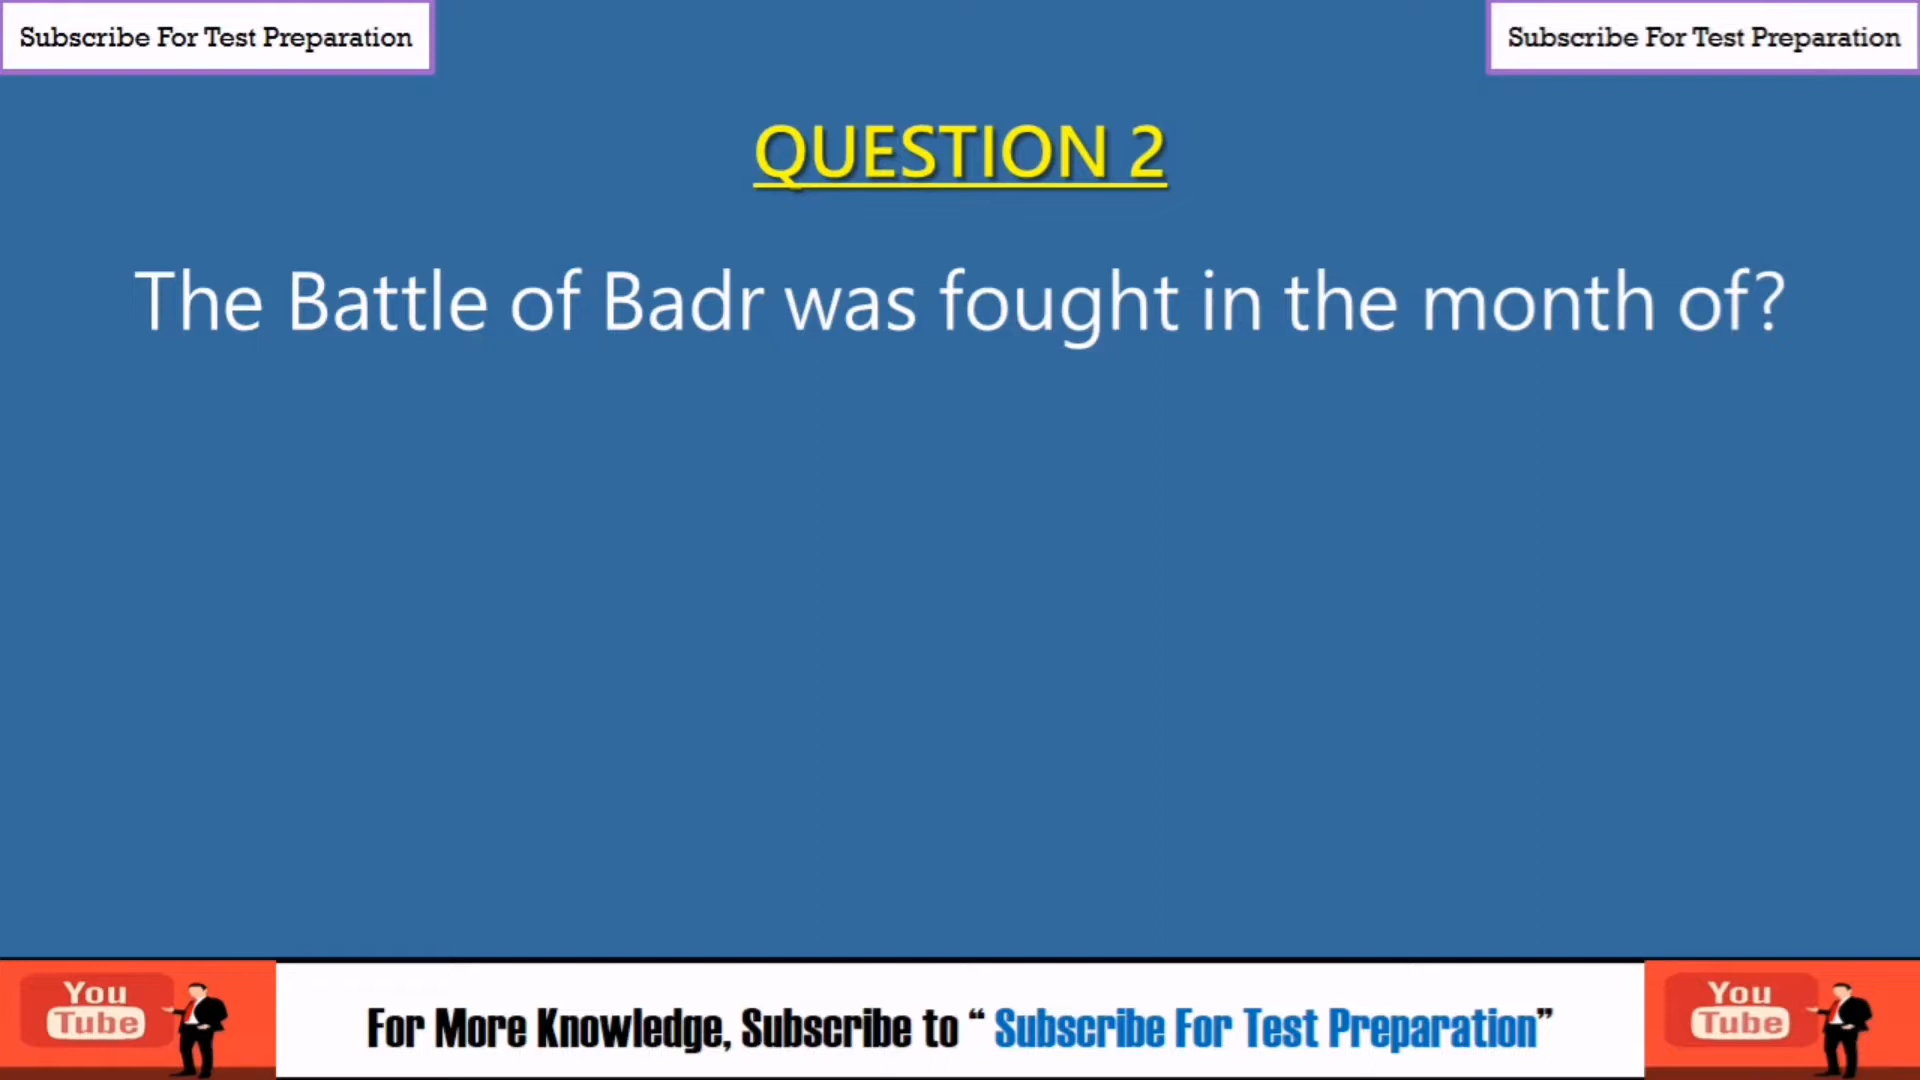 Subscribe For Test Preparation
Subscribe For Test Preparation
QUESTION 2
The Battle of Badr was fought in the month of?
You
Tube
For More Knowledge, Subscribe to “ Subscribe For Test Preparation”
You
Tube